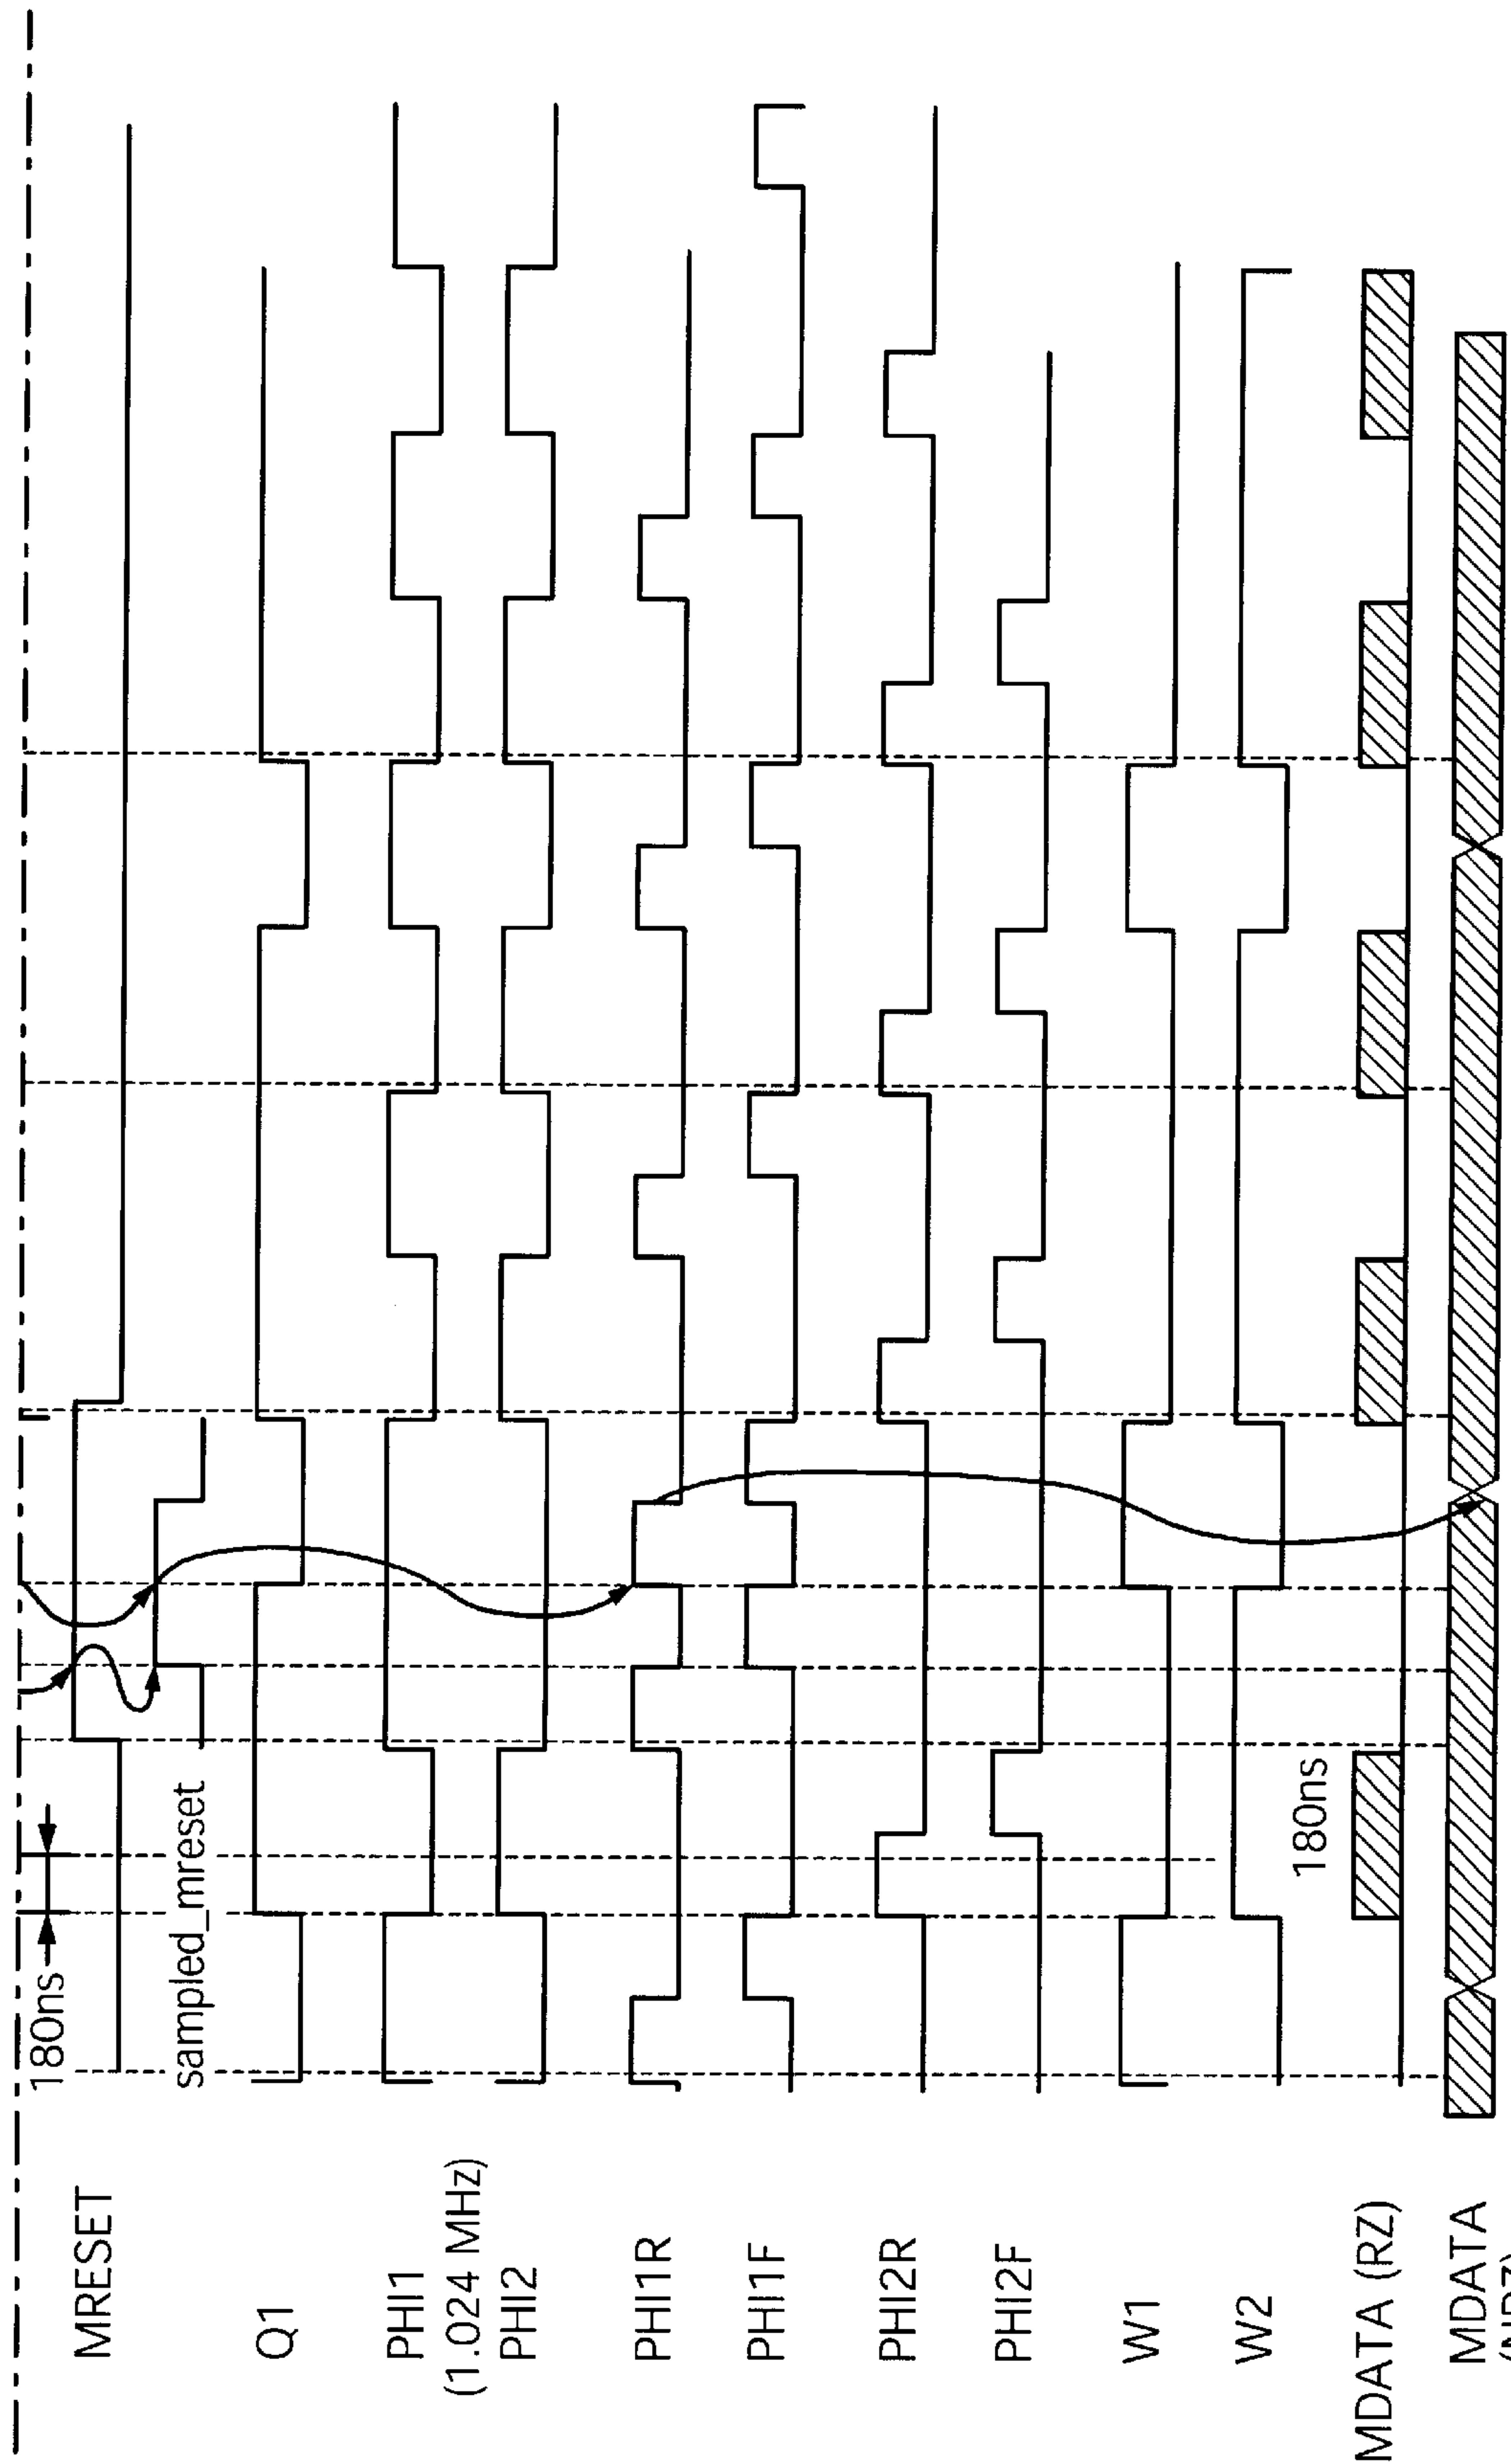 180ns
MRESET
sampled_mreset
Q1
PHI1
(1.024 MHz)
PHI2
PHI1R
PHI1F
PHI2R
PHI2F
W1
W2
180ns
MDATA (RZ)
MDATA